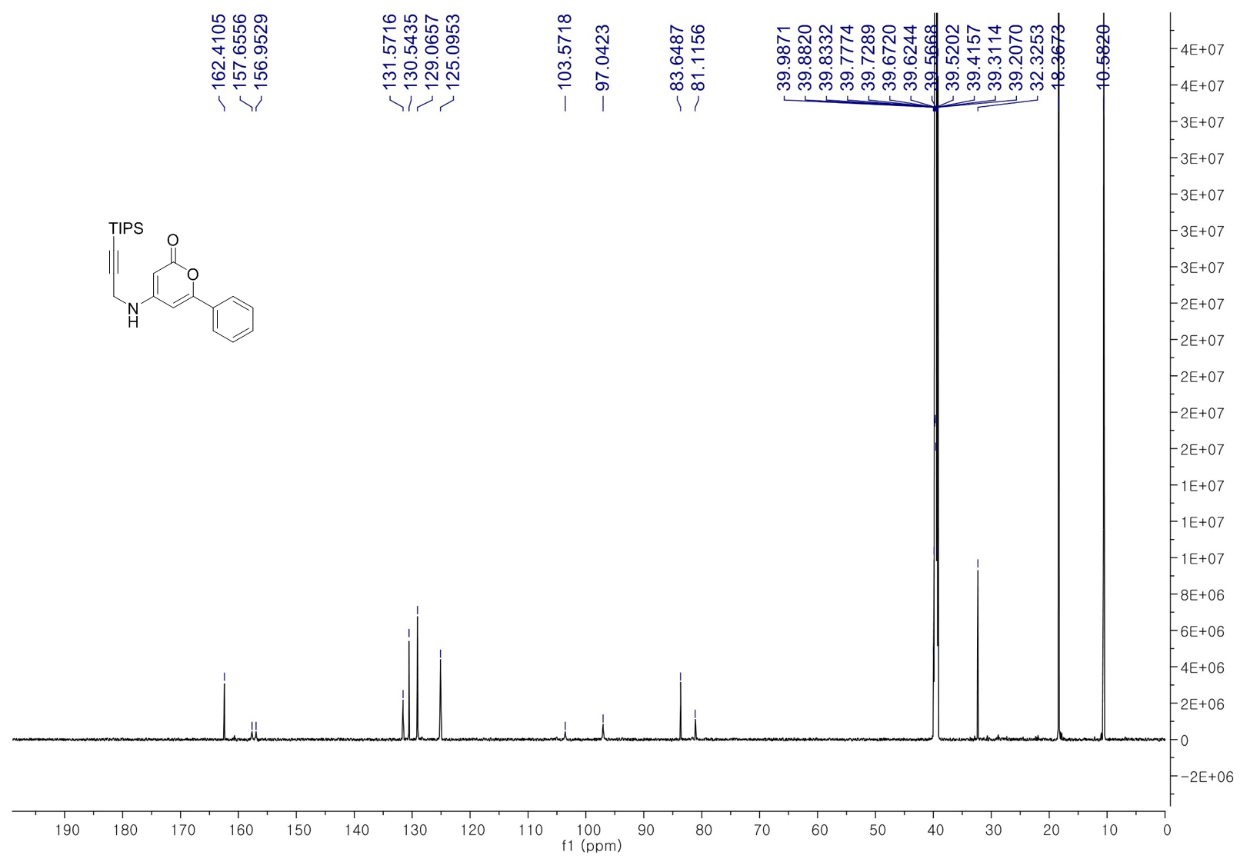 162.4105
157.6556
156.9529
131.5716
130.5435
129.0657
125.0953
103.5718
97.0423
83.6487
81.1156
39.9871
39.8820
39.8332
39.7774
39.7289
39.6720
39.6244
39.5668
39.5202
39.4157
39.3114
39.2070
32.3253
18.3673
10.5820
4E+07
4E+07
3E+07
3E+07
3E+07
3E+07
3E+07
2E+07
2E+07
2E+07
2E+07
2E+07
1E+07
1E+07
1E+07
8E+06
6E+06
4E+06
2E+06
0
-2E+06
TIPS
O
O
N
H
190 180 170 160 150 140 130 120 110 100 90 80 70 60 50 40 30 20 10 0
f1 (ppm)